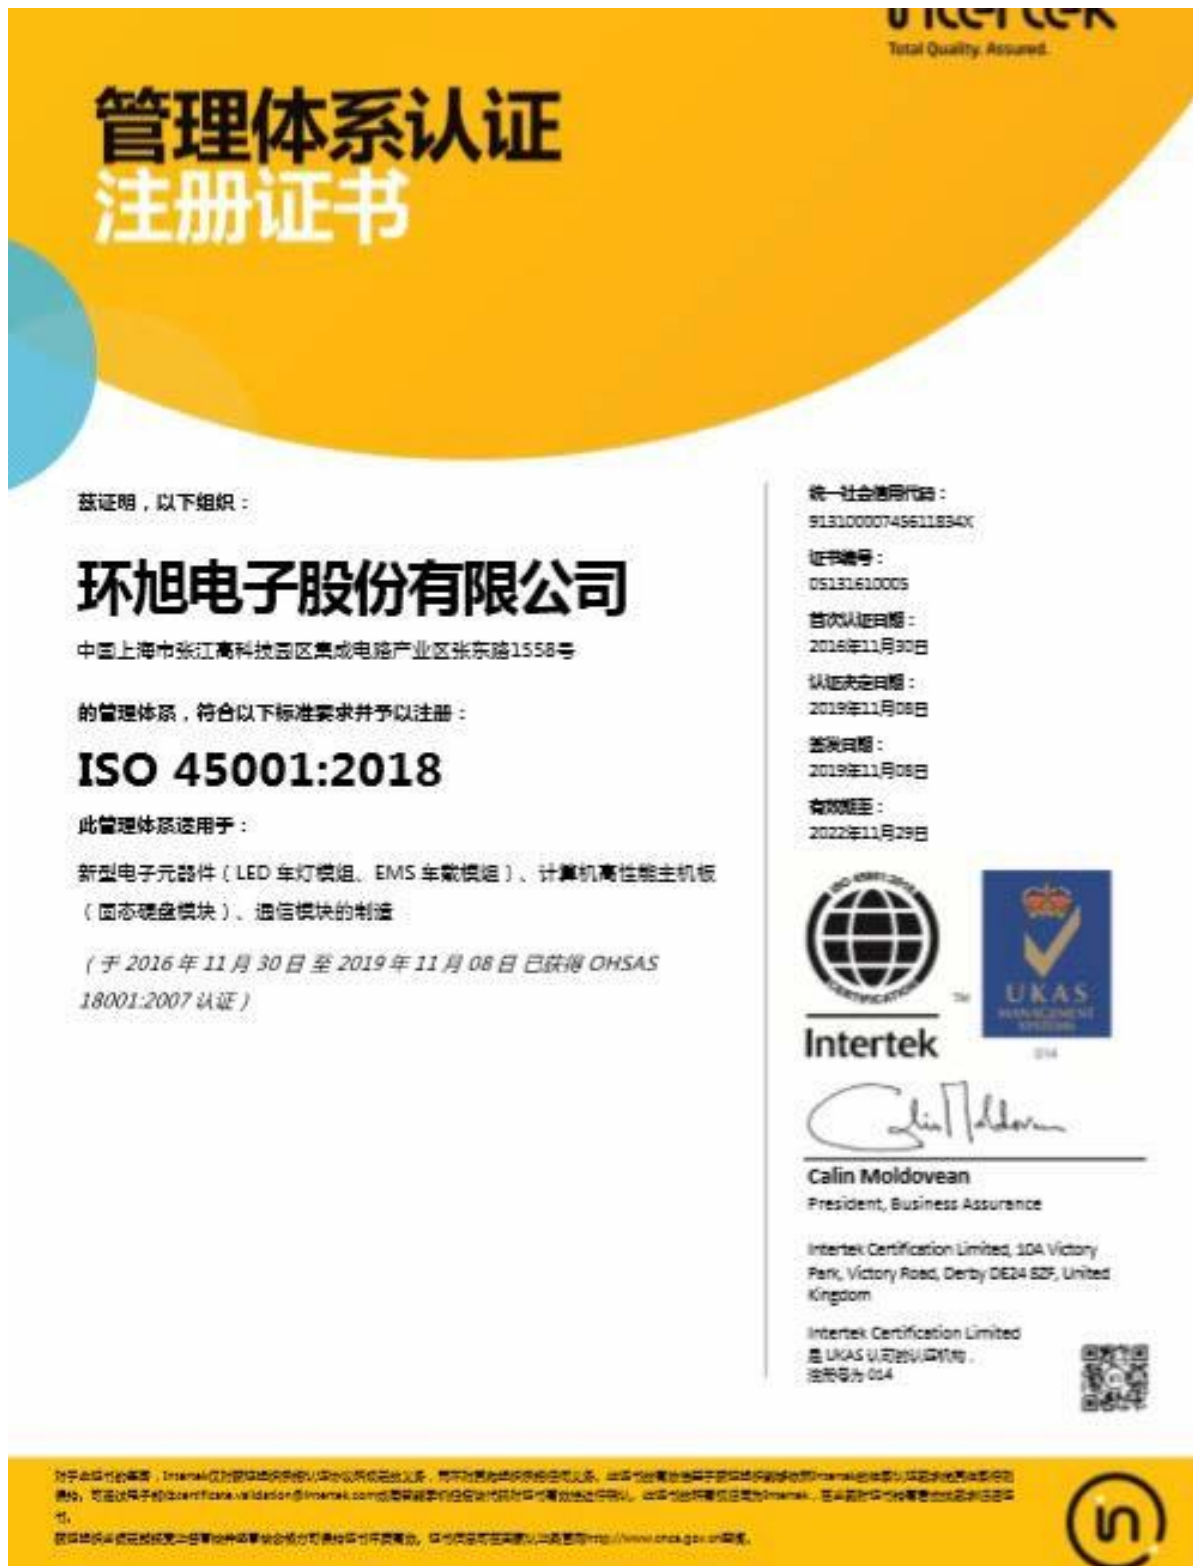 intertek
Total Quality. Assured.
管理体系认证
注册证书
兹证明，以下组织：
环旭电子股份有限公司
中国上海市张江高科技园区集成电路产业区张东路1558号
的管理体系，符合以下标准要求并予以注册：
ISO 45001:2018
此管理体系适用于：
新型电子元器件（LED 车灯模组、EMS 车载模组）、计算机高性能主机板
（固态硬盘模块）、通信模块的制造
（于 2016 年 11 月 30 日 至 2019 年 11 月 08 日 已获得 OHSAS
18001:2007 认证）
统一社会信用代码：
91310000745611834X
证书编号：
05131610005
首次认证日期：
2016年11月30日
认证决定日期：
2019年11月08日
签发日期：
2019年11月08日
有效期至：
2022年11月29日
ISO 45001:2018
CERTIFICATION
TM
Intertek
UKAS
MANAGEMENT
SYSTEMS
014
Calin Moldovean
President, Business Assurance
Intertek Certification Limited, 10A Victory
Park, Victory Road, Derby DE24 8ZF, United
Kingdom
Intertek Certification Limited
是 UKAS 认可的认证机构，
注册号为 014
in